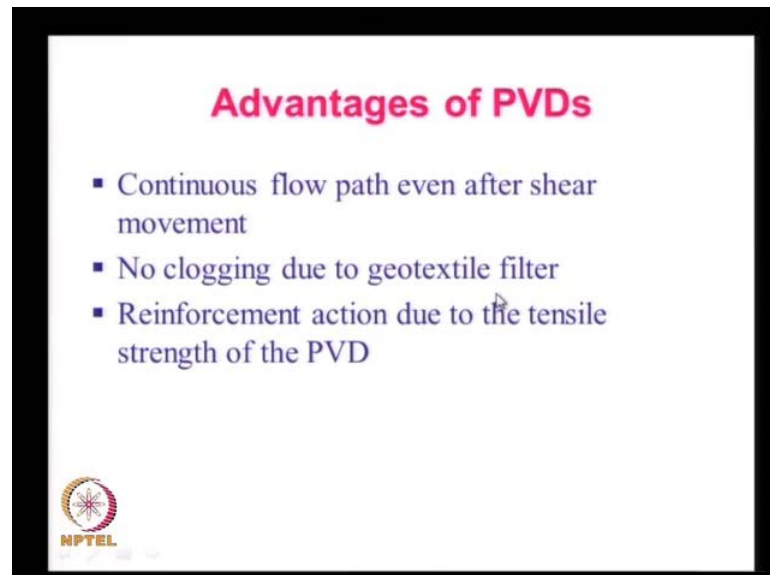 Advantages of PVDs
▪ Continuous flow path even after shear
movement
▪ No clogging due to geotextile filter
▪ Reinforcement action due to the tensile
strength of the PVD
NPTEL